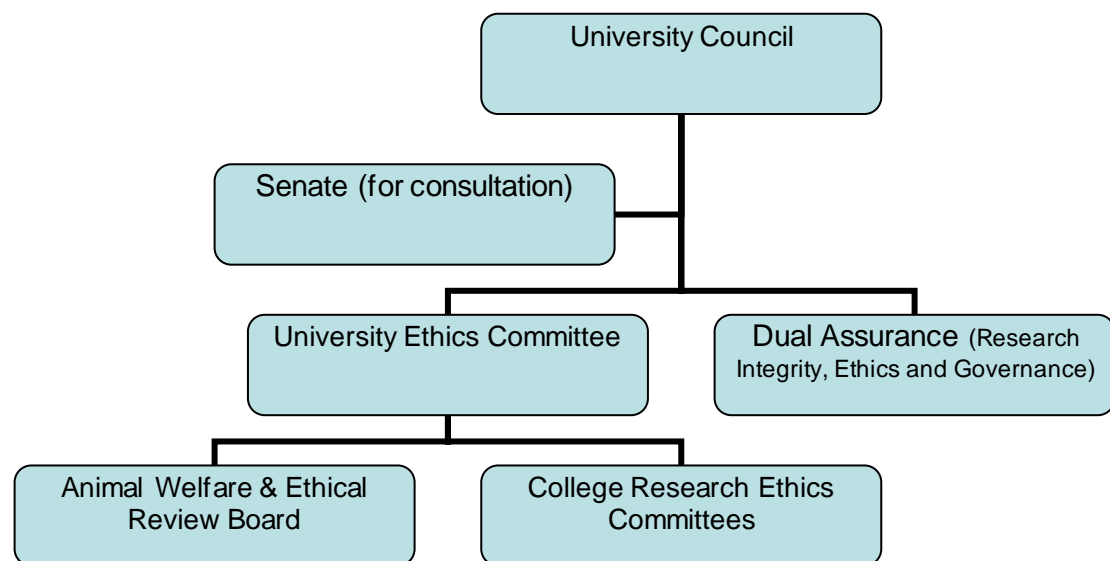 University Council
Senate (for consultation)
University Ethics Committee
Dual Assurance (Research
Integrity, Ethics and Governance)
Animal Welfare & Ethical
Review Board
College Research Ethics
Committees